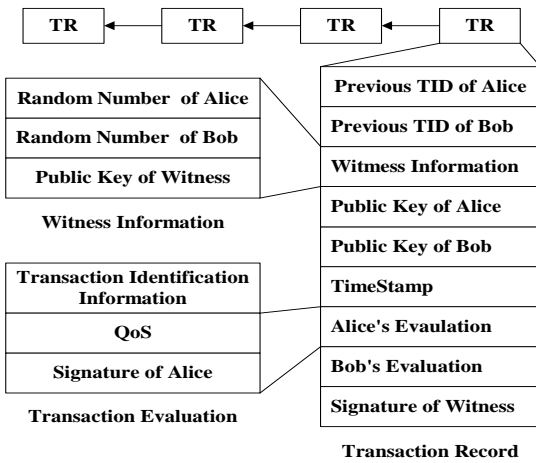 TR
TR
TR
TR
Random Number of Alice
Random Number of Bob
Public Key of Witness
Witness Information
Transaction Identification
Information
QoS
Signature of Alice
Transaction Evaluation
Previous TID of Alice
Previous TID of Bob
Witmess Information
Public Key of Alice
Public Key of Bob
TimeStamp
Alice's Evaulation
Bob's Evaluation
Signature of Witness
Transaction Record